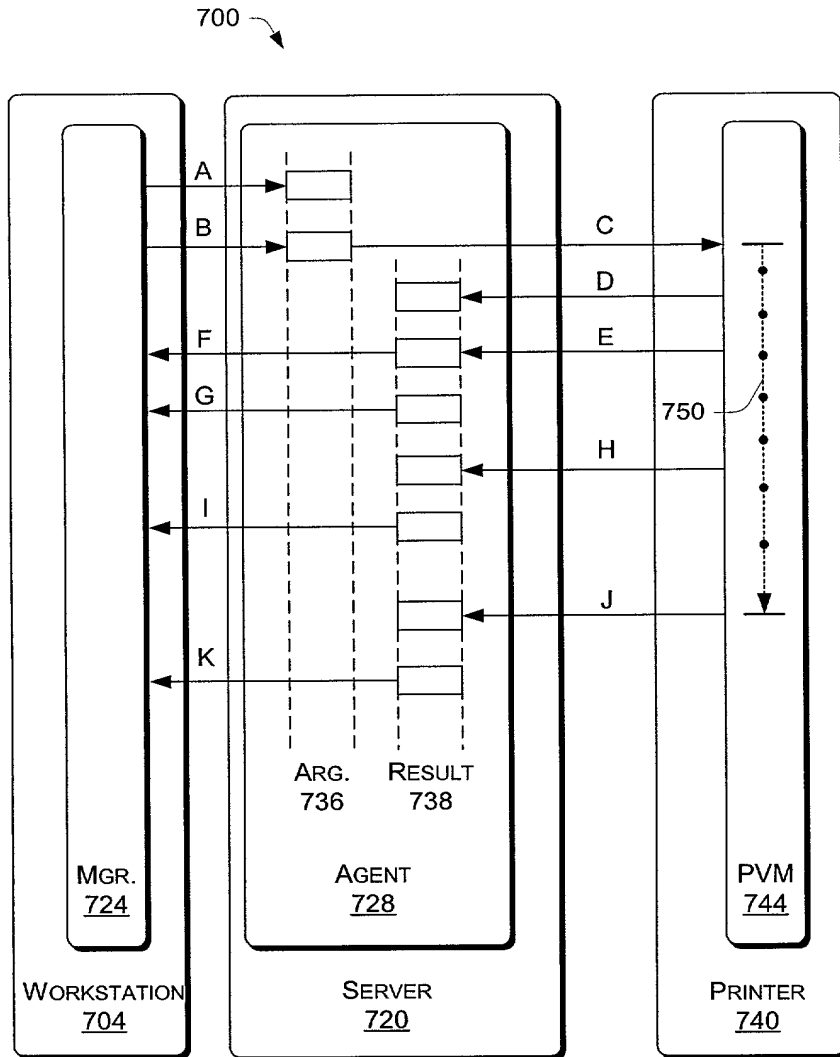 700
A
B
C
D
F
E
G
750
H
I
J
K
ARG.
736
RESULT
738
MGR.
724
AGENT
728
PVM
744
WORKSTATION
704
SERVER
720
PRINTER
740